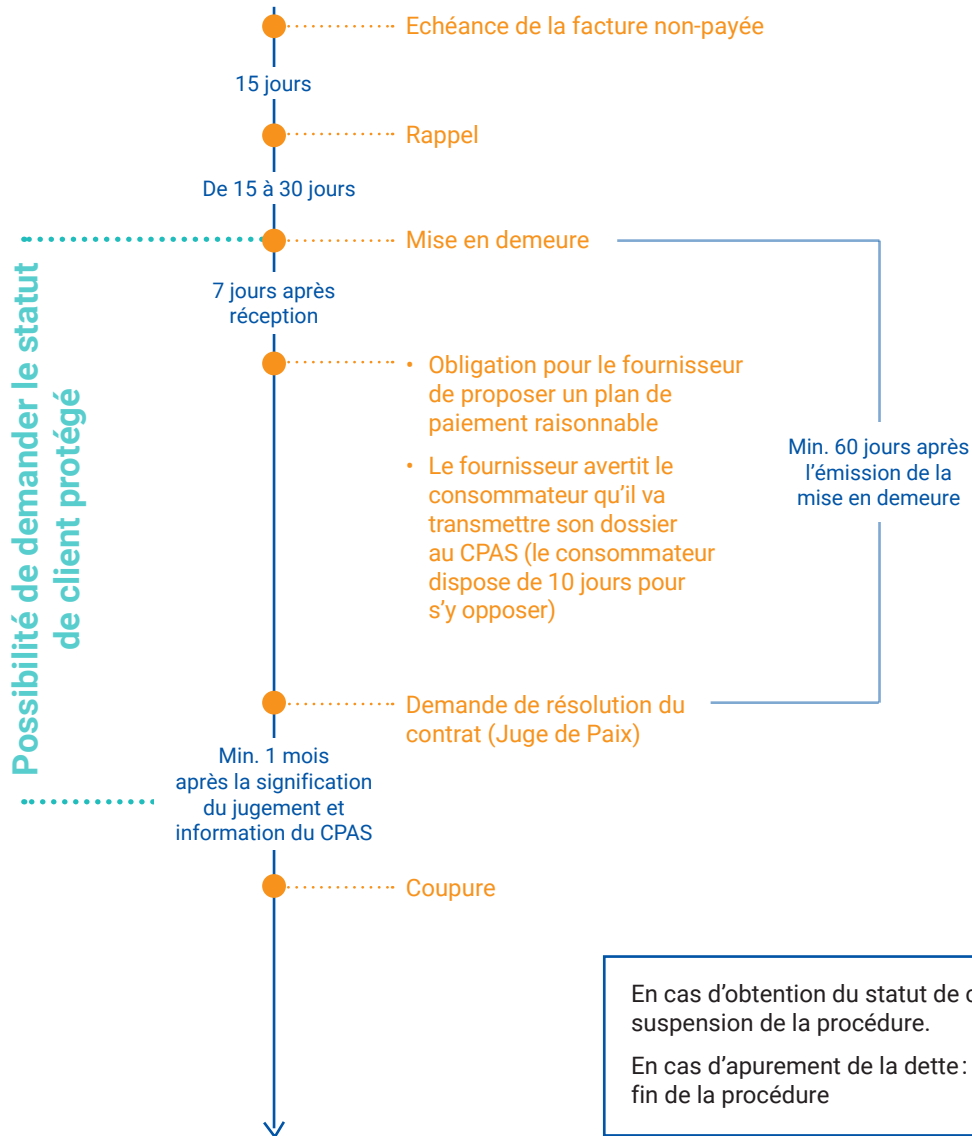 Echéance de la facture non-payée
15 jours
Rappel
De 15 à 30 jours
Mise en demeure
7 jours après
réception
• Obligation pour le fournisseur
de proposer un plan de
paiement raisonnable
• Le fournisseur avertit le
consommateur qu'il va
transmettre son dossier
au CPAS (le consommateur
dispose de 10 jours pour
s'y opposer)
Min. 60 jours après
l'émission de la
mise en demeure
Possibilité de demander le statut
de client protégé
Demande de résolution du
contrat (Juge de Paix)
Min. 1 mois
après la signification
du jugement et
information du CPAS
Coupure
En cas d'obtention du statut de
suspension de la procédure.
En cas d'apurement de la dette :
fin de la procédure